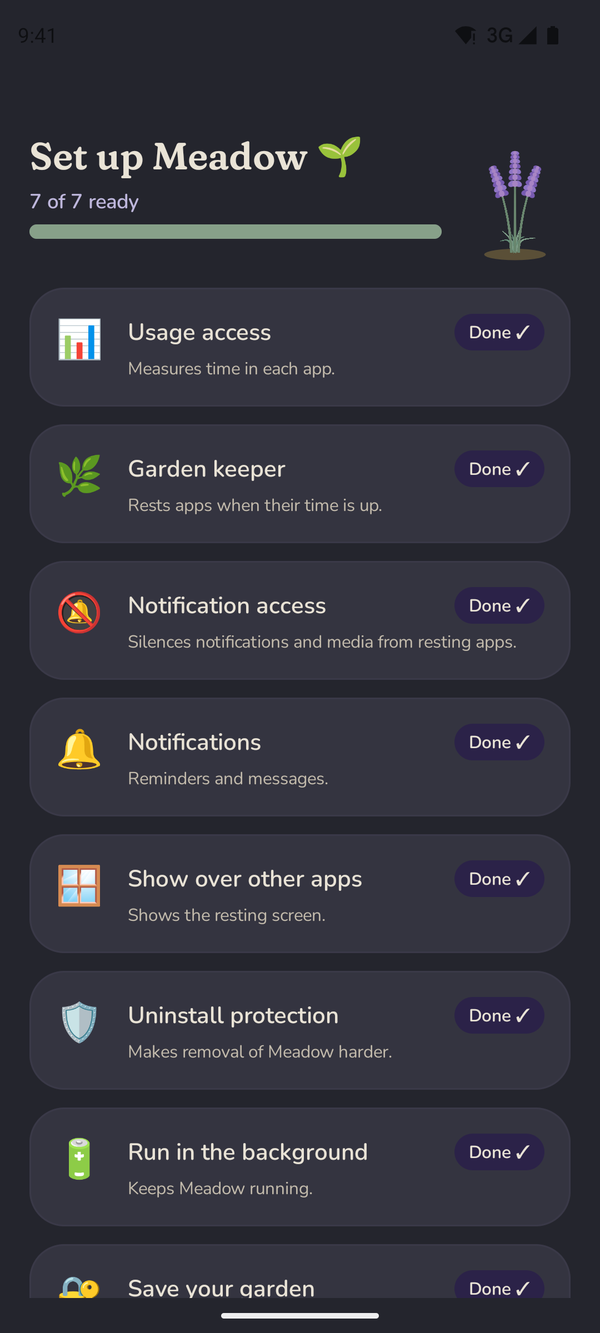 9:41
3G
Set up Meadow 🌱
7 of 7 ready
Usage access
Done ✓
Measures time in each app.
Garden keeper
Done ✓
Rests apps when their time is up.
Notification access
Done ✓
Silences notifications and media from resting apps.
Notifications
Done ✓
Reminders and messages.
Show over other apps
Done ✓
Shows the resting screen.
Uninstall protection
Done ✓
Makes removal of Meadow harder.
Run in the background
Done ✓
Keeps Meadow running.
Save your garden
Done ✓